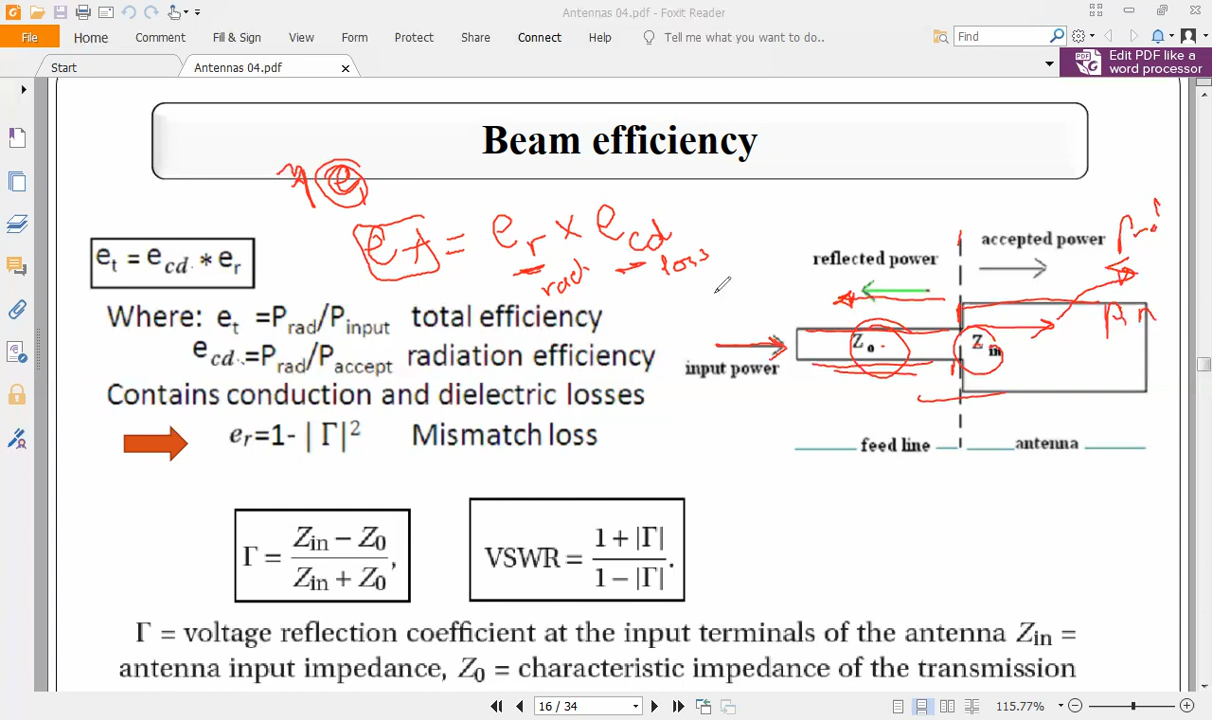 Antennas 04.pdf - Foxit Reader
File Home Comment Fill & Sign View Form Protect Share Connect Help Tell me what you want to do.. Find
Start Antennas 04.pdf
Edit PDF like a
word processor
Beam efficiency
e
et = er x ecd
rad loss
et = ecd. * er
Where: et =Prad/Pinput total efficiency
ecd.=Prad/Paccept radiation efficiency
Contains conduction and dielectric losses
er=1- | Γ|² Mismatch loss
accepted power
reflected power
Zo
Zin
input power
feed line antenna
Γ = Zin − Z0 / Zin + Z0,
VSWR = 1 + |Γ| / 1 − |Γ|.
Γ = voltage reflection coefficient at the input terminals of the antenna Zin =
antenna input impedance, Z0 = characteristic impedance of the transmission
16 / 34 115.77%